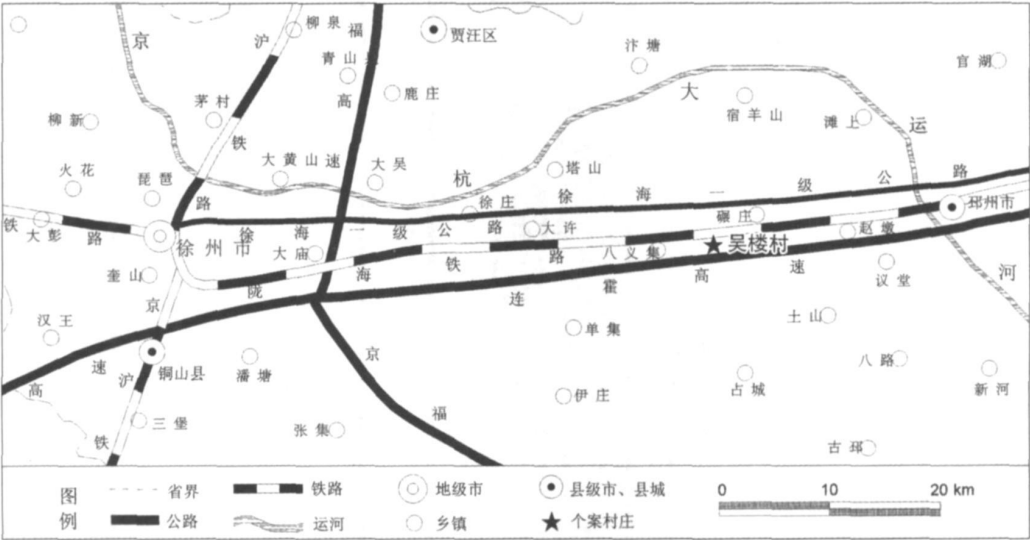 柳泉
京
沪
福
贾汪区
汴塘
官湖
青山
鹿庄
高
大
宿羊山
滩上
运
茅村
柳新
铁
火花
琵琶
大黄山
速
大吴
杭
塔山
徐庄
徐海一级公路
铁路
大彭
路
徐州市
徐海一级公路
大许
碾庄
邳州市
赵墩
吴楼村
大庙
八义集
陇海铁路
连霍高速
议堂
河
奎山
京
汉王
土山
单集
八路
高速
沪
铜山县
潘塘
京
伊庄
占城
新河
三堡
铁
张集
福
古邳
图例
省界
铁路
地级市
县级市、县城
公路
运河
乡镇
个案村庄
0 10 20 km